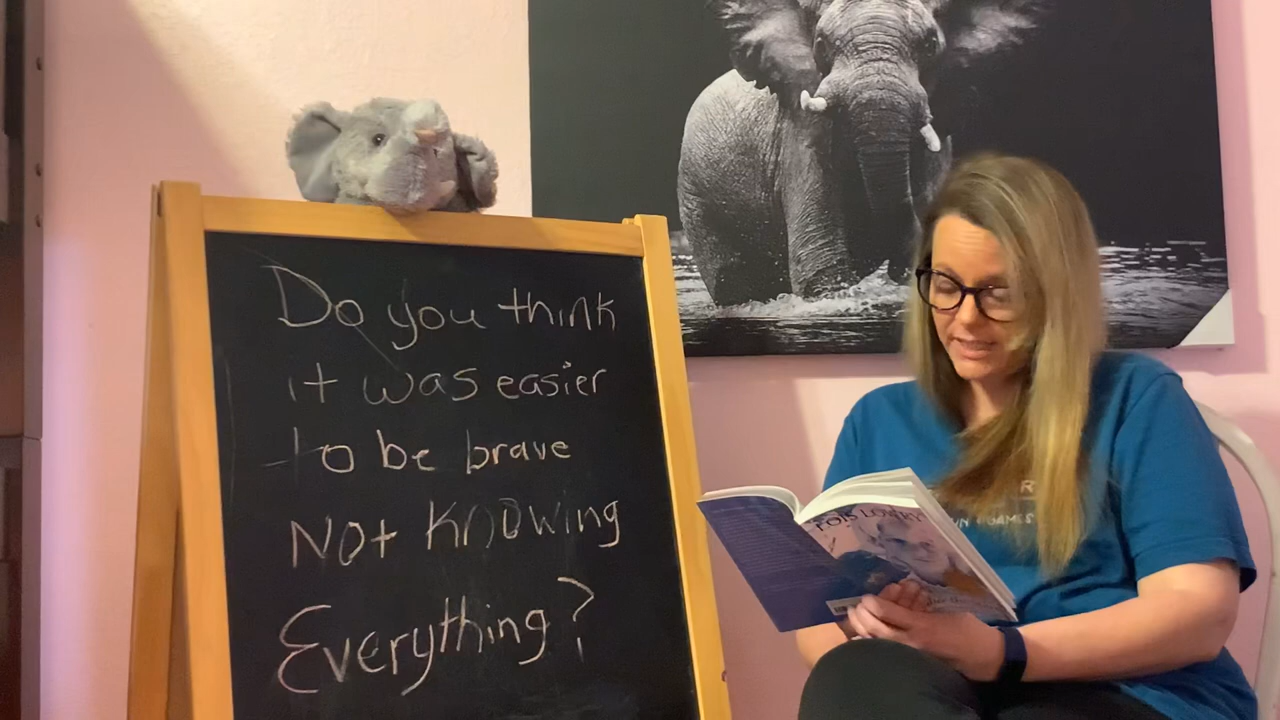 Do you think
it was easier
to be brave
Not Knowing
Everything?
LOIS LOWRY